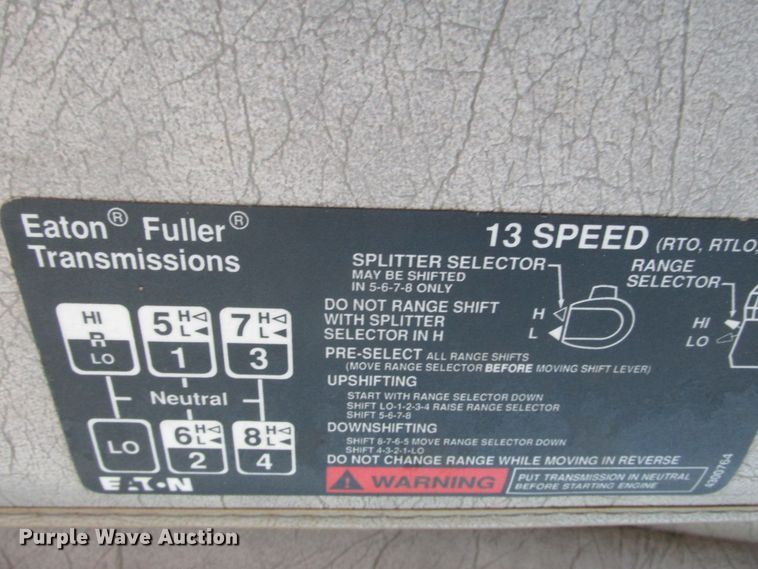 Eaton® Fuller®
Transmissions
13 SPEED (RTO, RTLO,
SPLITTER SELECTOR
MAY BE SHIFTED
IN 5-6-7-8 ONLY
RANGE
SELECTOR
DO NOT RANGE SHIFT
WITH SPLITTER
SELECTOR IN H
H
L
HI
LO
PRE-SELECT ALL RANGE SHIFTS
(MOVE RANGE SELECTOR BEFORE MOVING SHIFT LEVER)
UPSHIFTING
START WITH RANGE SELECTOR DOWN
SHIFT LO-1-2-3-4 RAISE RANGE SELECTOR
SHIFT 5-6-7-8
DOWNSHIFTING
SHIFT 8-7-6-5 MOVE RANGE SELECTOR DOWN
SHIFT 4-3-2-1-LO
DO NOT CHANGE RANGE WHILE MOVING IN REVERSE
WARNING
PUT TRANSMISSION IN NEUTRAL
BEFORE STARTING ENGINE
4300764
HI
R
LO
5 H L
1
7 H L
3
Neutral
LO
6 H L
2
8 H L
4
EATON
Purple Wave Auction